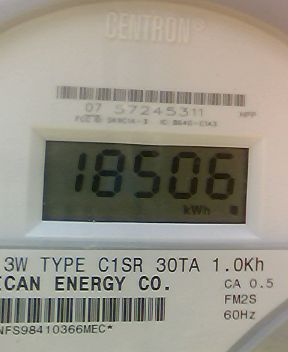 CENTRON®
07 57245311
18506
kWh
3W TYPE C1SR 30TA 1.0Kh
ICAN ENERGY CO. CA 0.5
FM2S
NFS98410366MEC* 60Hz